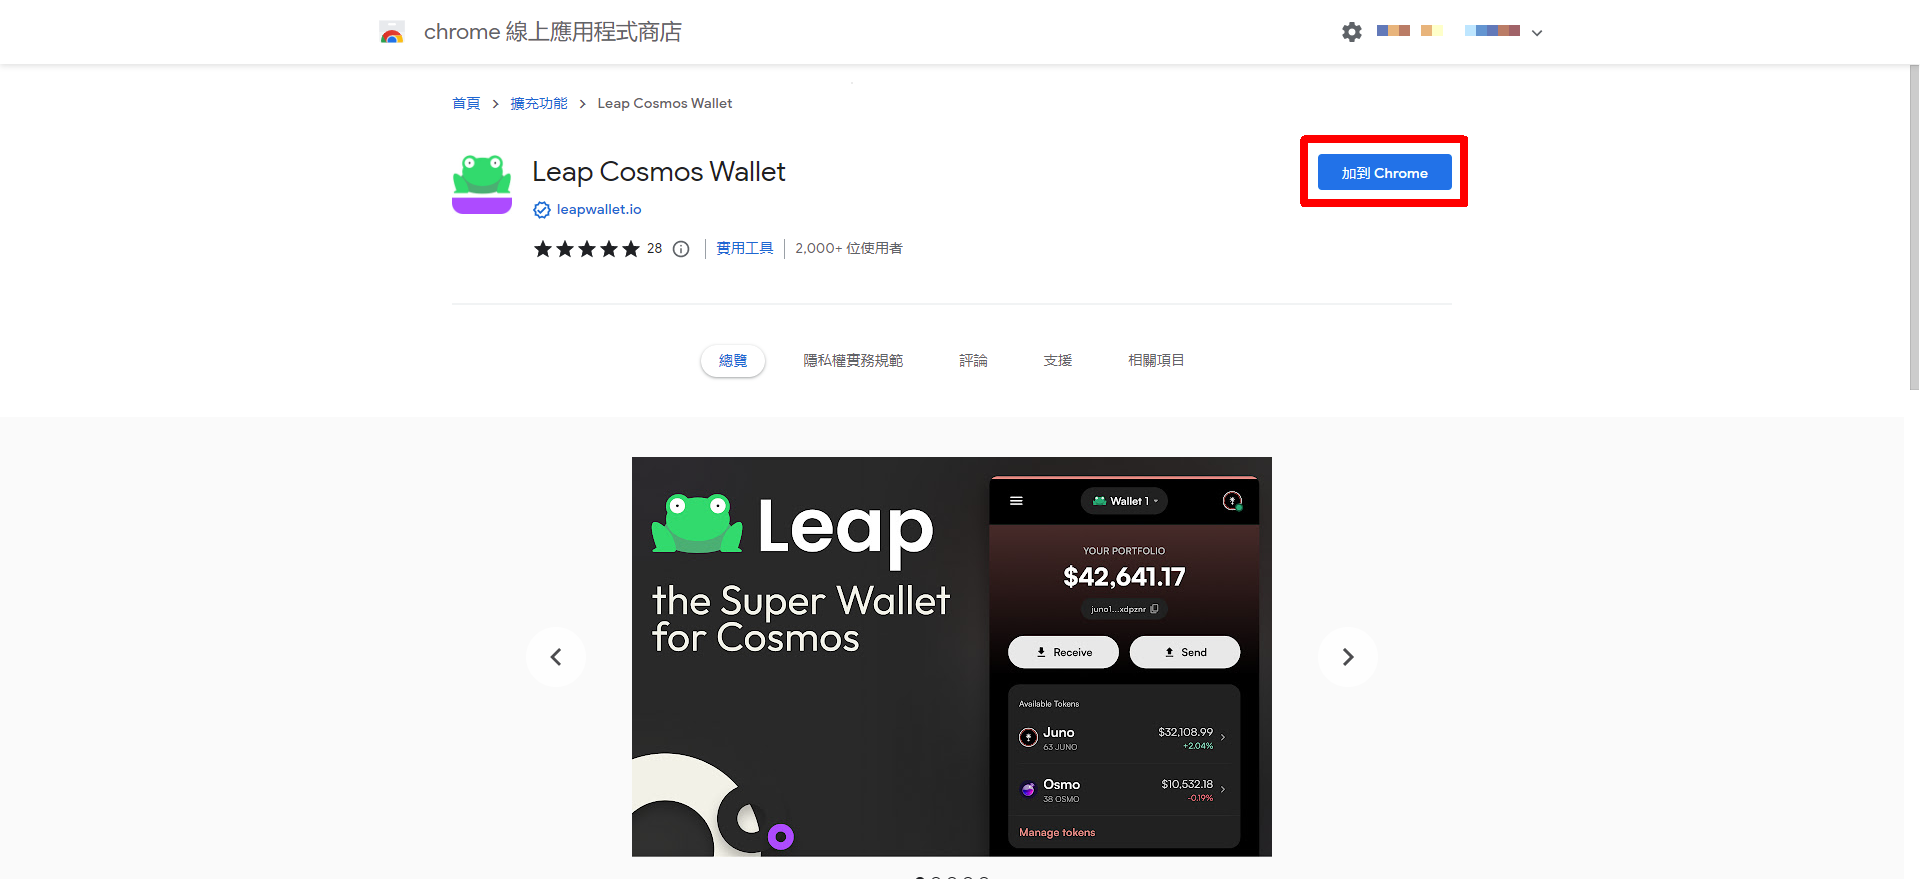 chrome 線上應用程式商店
首頁 > 擴充功能 > Leap Cosmos Wallet
Leap Cosmos Wallet
加到 Chrome
leapwallet.io
28
實用工具
2,000+ 位使用者
總覽
隱私權實務規範
評論
支援
相關項目
Leap
the Super Wallet
for Cosmos
Wallet 1
YOUR PORTFOLIO
$42,641.17
juno1...xdpznr
Receive
Send
Available Tokens
Juno
$32,108.99
63 JUNO
+2.04%
Osmo
$10,532.18
38 OSMO
-0.19%
Manage tokens